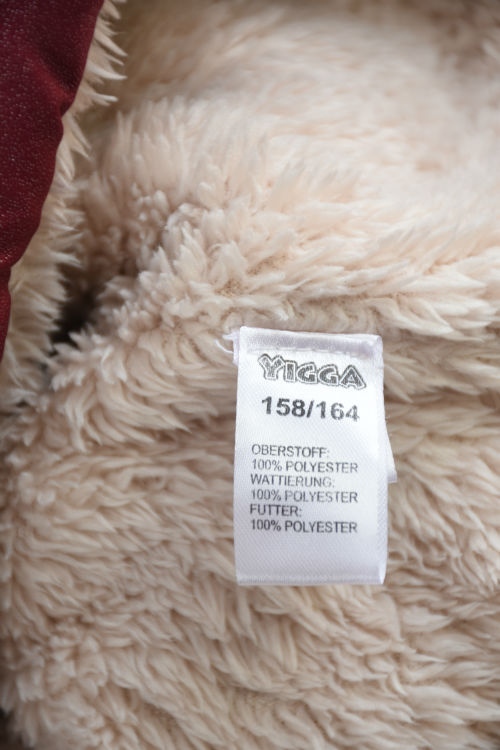 YIGGA
158/164
OBERSTOFF:
100% POLYESTER
WATTIERUNG:
100% POLYESTER
FUTTER:
100% POLYESTER